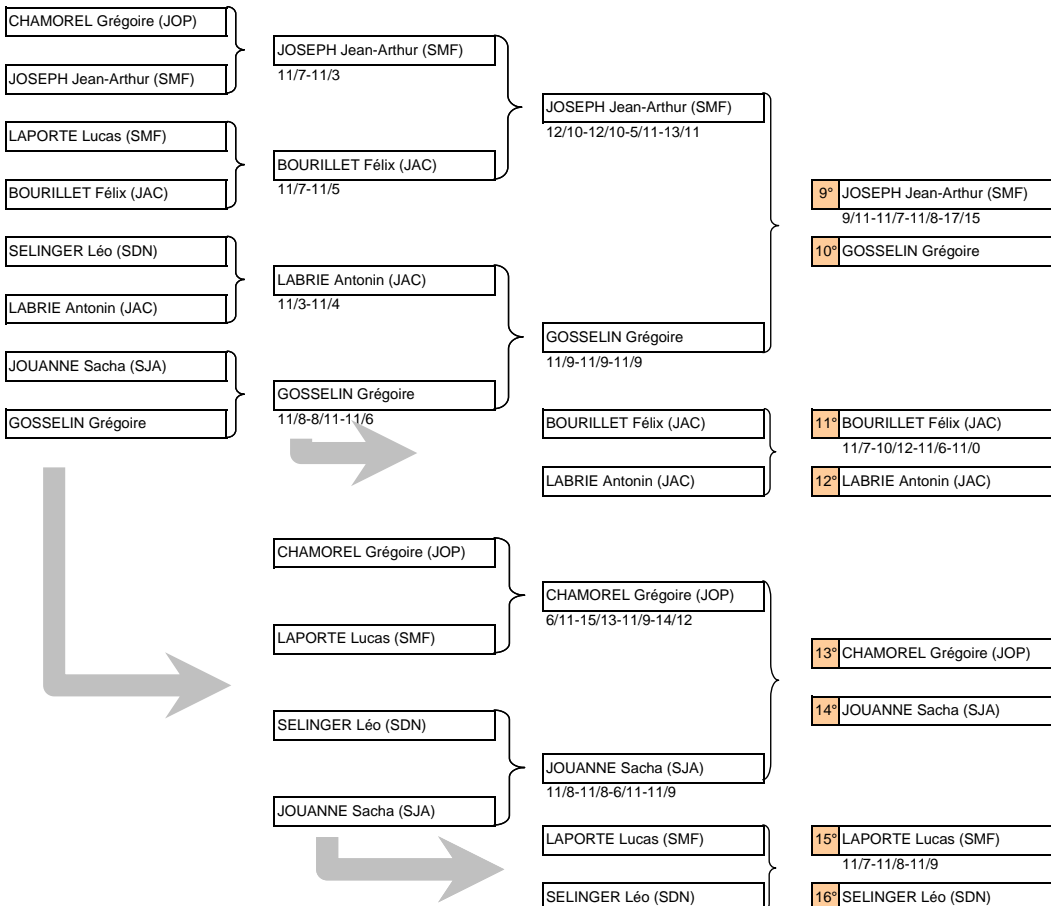 CHAMOREL Grégoire (JOP)
JOSEPH Jean-Arthur (SMF)
LAPORTE Lucas (SMF)
BOURILLET Félix (JAC)
SELINGER Léo (SDN)
LABRIE Antonin (JAC)
JOUANNE Sacha (SJA)
GOSSELIN Grégoire
JOSEPH Jean-Arthur (SMF)
11/7-11/3
BOURILLET Félix (JAC)
11/7-11/5
LABRIE Antonin (JAC)
11/3-11/4
GOSSELIN Grégoire
11/8-8/11-11/6
JOSEPH Jean-Arthur (SMF)
12/10-12/10-5/11-13/11
GOSSELIN Grégoire
11/9-11/9-11/9
9° JOSEPH Jean-Arthur (SMF)
9/11-11/7-11/8-17/15
10° GOSSELIN Grégoire
BOURILLET Félix (JAC)
LABRIE Antonin (JAC)
11° BOURILLET Félix (JAC)
11/7-10/12-11/6-11/0
12° LABRIE Antonin (JAC)
CHAMOREL Grégoire (JOP)
LAPORTE Lucas (SMF)
SELINGER Léo (SDN)
JOUANNE Sacha (SJA)
CHAMOREL Grégoire (JOP)
6/11-15/13-11/9-14/12
JOUANNE Sacha (SJA)
11/8-11/8-6/11-11/9
13° CHAMOREL Grégoire (JOP)
14° JOUANNE Sacha (SJA)
LAPORTE Lucas (SMF)
SELINGER Léo (SDN)
15° LAPORTE Lucas (SMF)
11/7-11/8-11/9
16° SELINGER Léo (SDN)